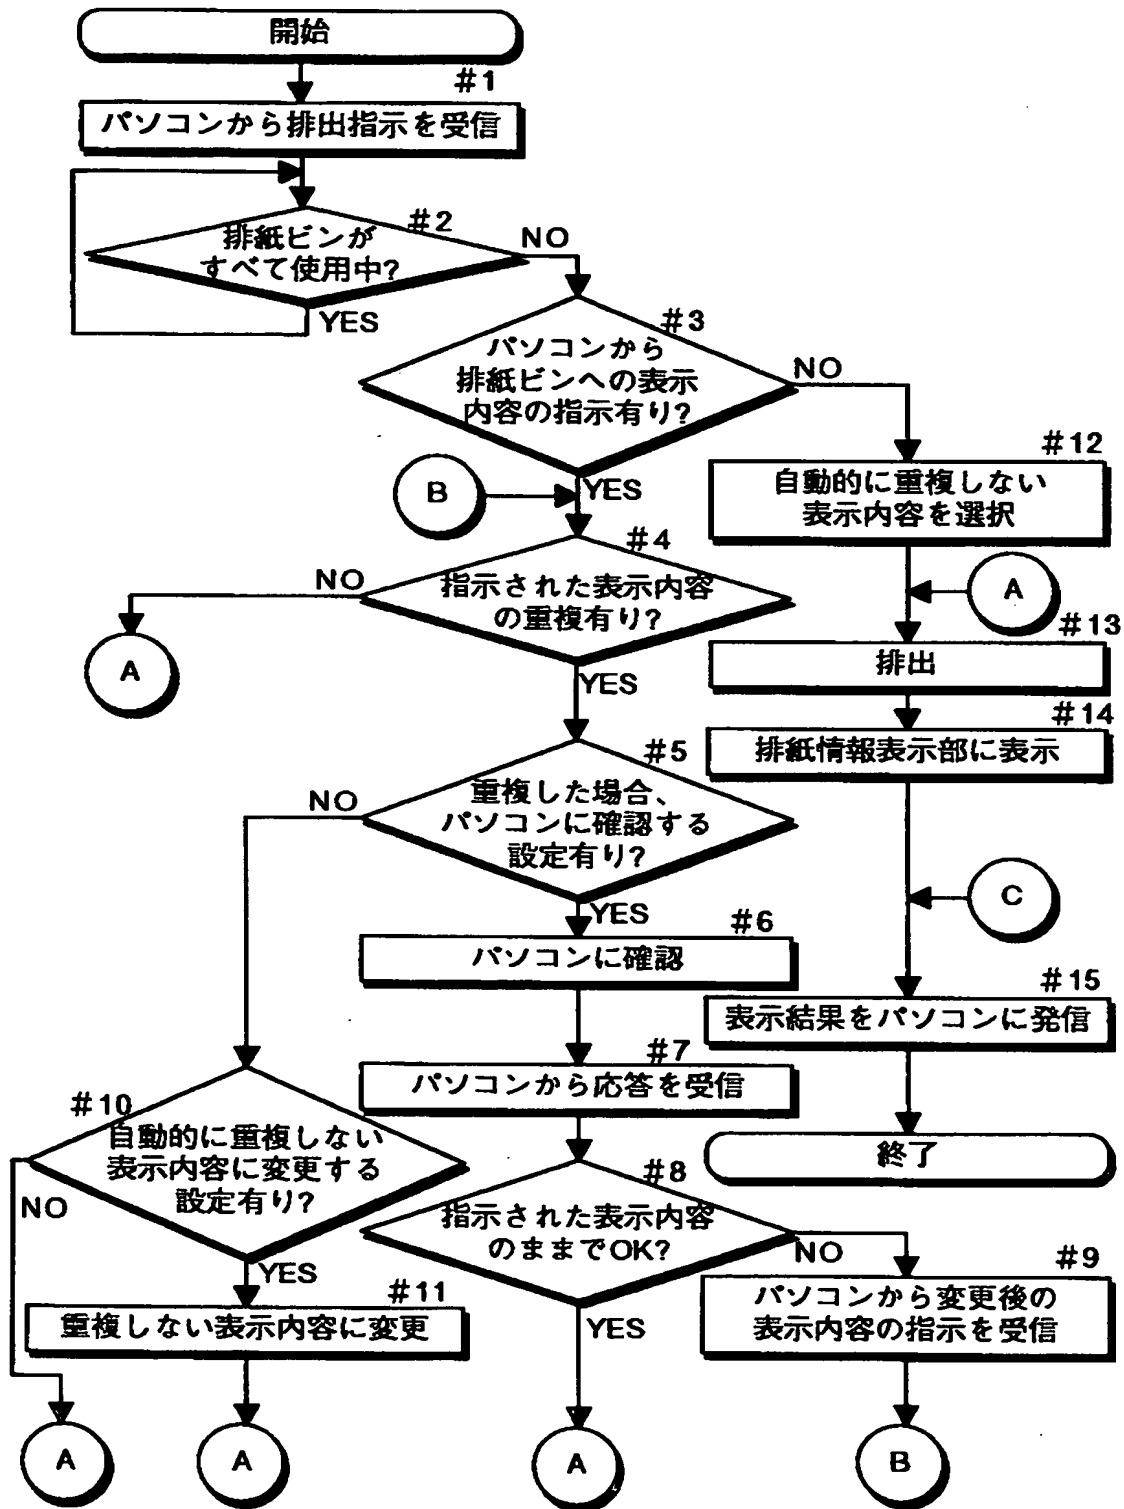 開始
#1
パソコンから排出指示を受信
#2
排紙ビンが
すべて使用中?
NO
YES
#3
パソコンから
排紙ビンへの表示
内容の指示有り?
NO
YES
#12
自動的に重複しない
表示内容を選択
B
#4
指示された表示内容
の重複有り?
NO
YES
A
A
#13
排出
#14
排紙情報表示部に表示
#5
重複した場合、
パソコンに確認する
設定有り?
NO
YES
C
#6
パソコンに確認
#15
表示結果をパソコンに発信
#7
パソコンから応答を受信
終了
#10
自動的に重複しない
表示内容に変更する
設定有り?
NO
YES
#8
指示された表示内容
のままでOK?
NO
YES
#9
パソコンから変更後の
表示内容の指示を受信
#11
重複しない表示内容に変更
A
A
A
B